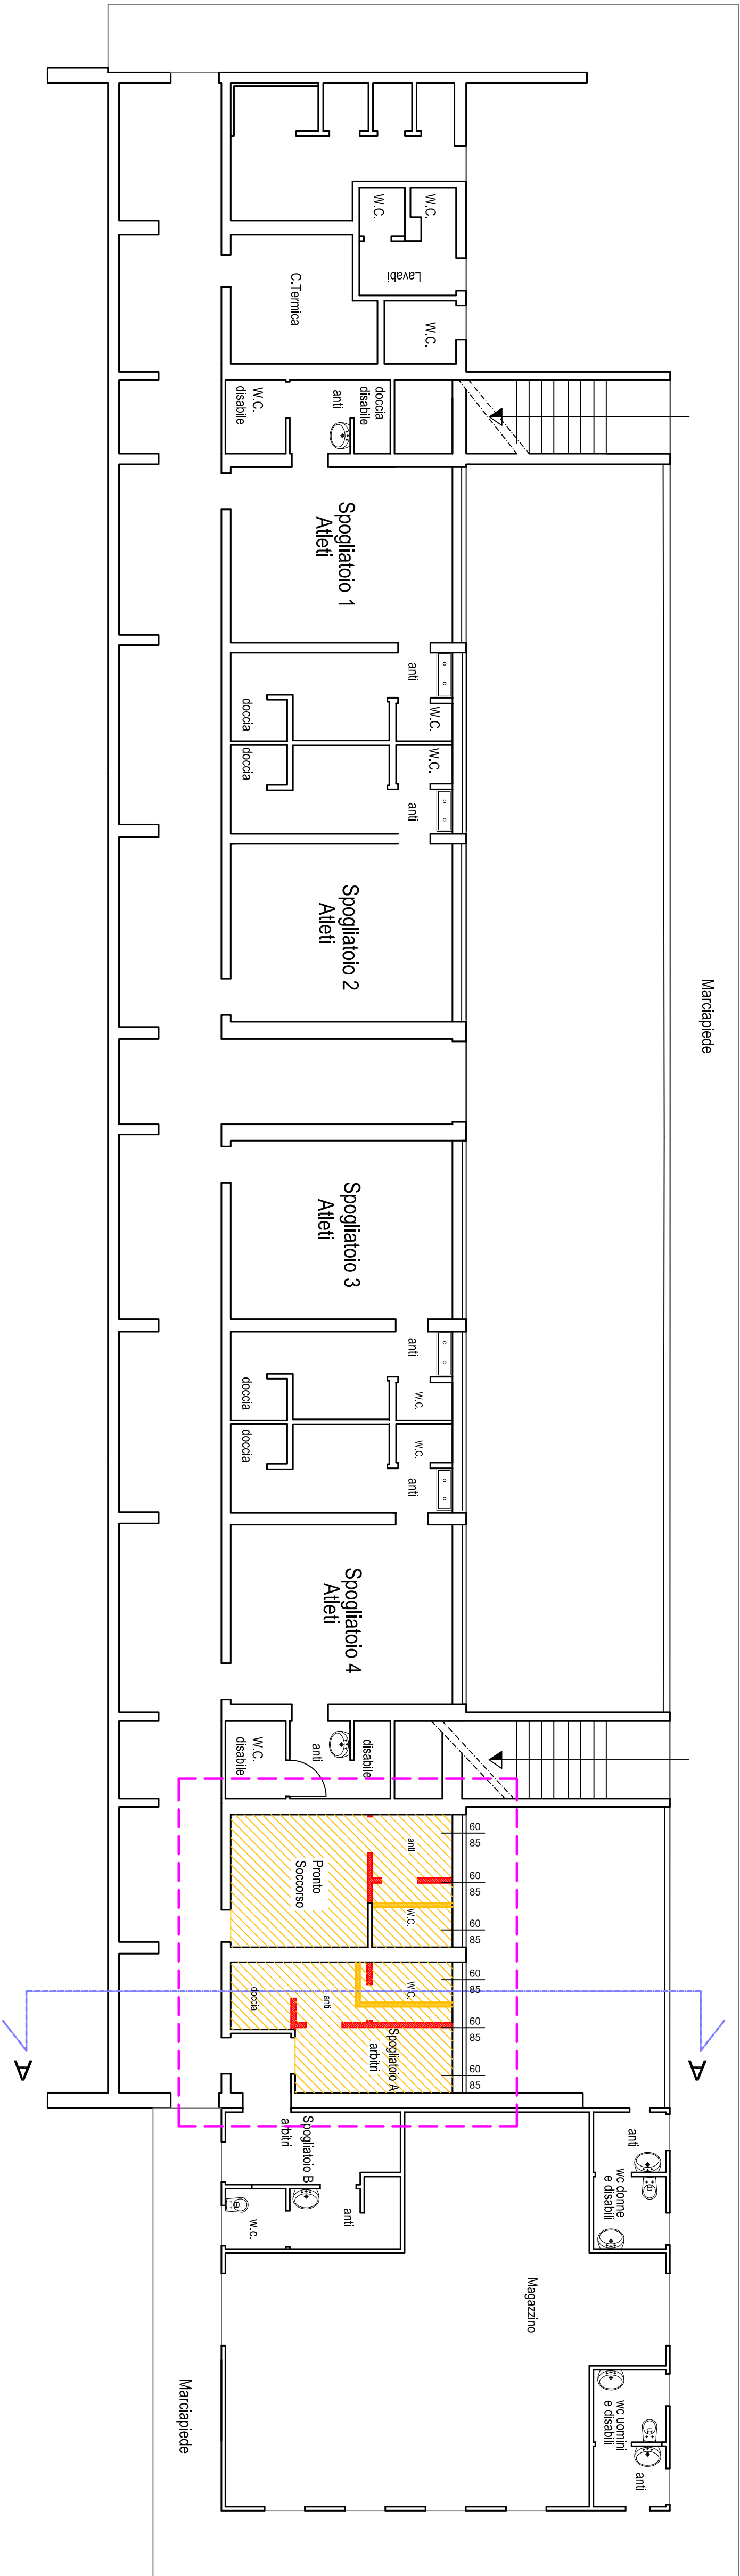 W.C.
W.C.
Lavabi
C.Termica
W.C.
doccia
disabile
anti
W.C.
disabile
Spogliatoio 1
Atleti
anti
W.C.
doccia
W.C.
doccia
anti
Spogliatoio 2
Atleti
Marciapiede
Spogliatoio 3
Atleti
anti
W.C.
doccia
W.C.
doccia
anti
Spogliatoio 4
Atleti
disabile
anti
W.C.
disabile
60
85
anti
60
85
Pronto
Soccorso
W.C.
60
85
60
85
W.C.
anti
doccia
60
85
Spogliatoio A
arbitri
60
85
A
A
Spogliatoio B
arbitri
anti
w.c.
anti
wc donne
e disabili
Magazzino
wc uomini
e disabili
anti
Marciapiede